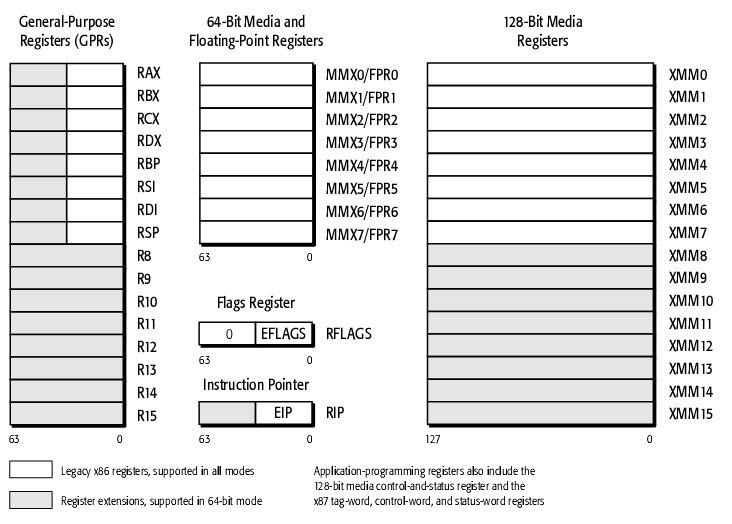 General-Purpose
Registers (GPRs)
64-Bit Media and
Floating-Point Registers
128-Bit Media
Registers
RAX
RBX
RCX
RDX
RBP
RSI
RDI
RSP
R8
R9
R10
R11
R12
R13
R14
R15
63
0
MMX0/FPR0
MMX1/FPR1
MMX2/FPR2
MMX3/FPR3
MMX4/FPR4
MMX5/FPR5
MMX6/FPR6
MMX7/FPR7
63
0
Flags Register
0
EFLAGS
RFLAGS
63
0
Instruction Pointer
EIP
RIP
63
0
XMM0
XMM1
XMM2
XMM3
XMM4
XMM5
XMM6
XMM7
XMM8
XMM9
XMM10
XMM11
XMM12
XMM13
XMM14
XMM15
127
0
Legacy x86 registers, supported in all modes
Register extensions, supported in 64-bit mode
Application-programming registers also include the
128-bit media control-and-status register and the
x87 tag-word, control-word, and status-word registers